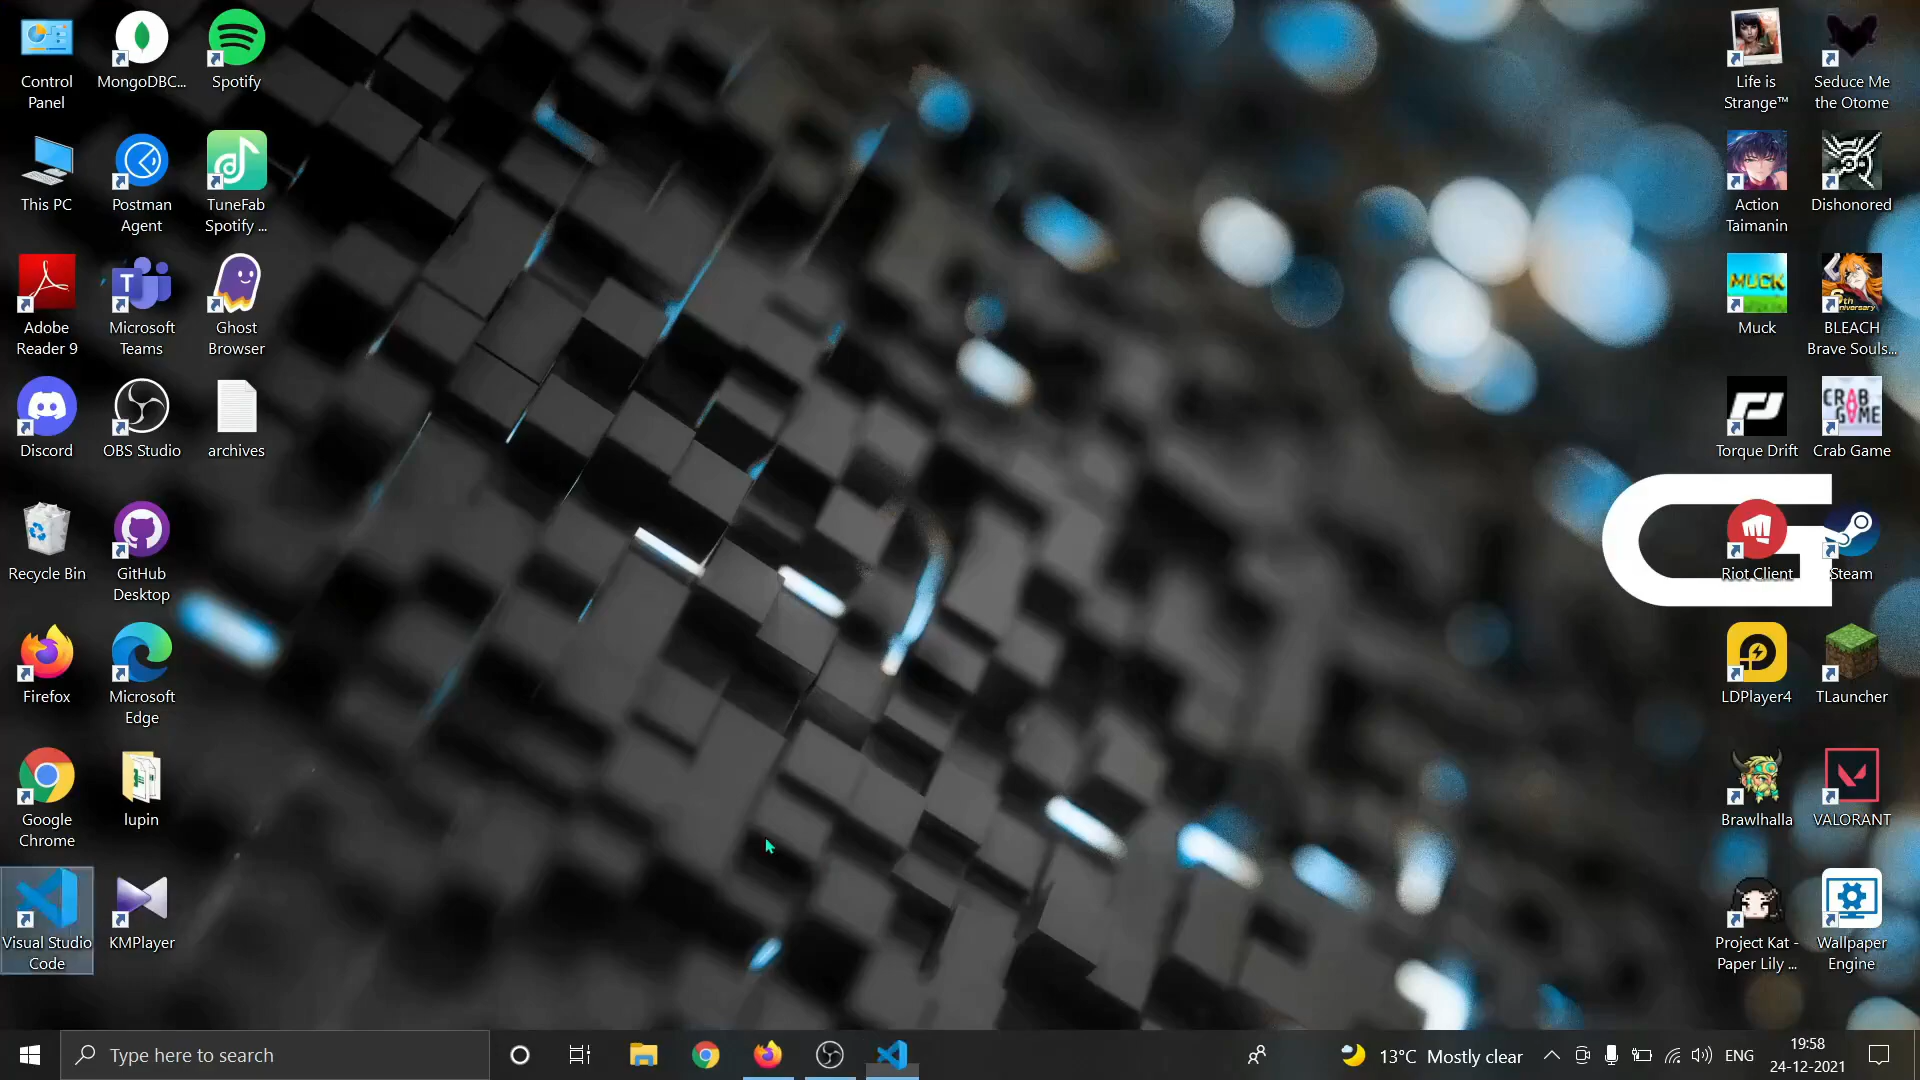 Control
Panel
MongoDBC...
Spotify
This PC
Postman
Agent
TuneFab
Spotify ...
Adobe
Reader 9
Microsoft
Teams
Ghost
Browser
Discord
OBS Studio
archives
Recycle Bin
GitHub
Desktop
Firefox
Microsoft
Edge
Google
Chrome
lupin
Visual Studio
Code
KMPlayer
Life is
Strange™
Seduce Me
the Otome
Action
Taimanin
Dishonored
MUCK
Muck
6th
Anniversary
BLEACH
Brave Souls...
Torque Drift
CRAB
GAME
Crab Game
Riot Client
Steam
LDPlayer4
TLauncher
Brawlhalla
VALORANT
Project Kat -
Paper Lily ...
Wallpaper
Engine
Type here to search
13°C Mostly clear
ENG
19:58
24-12-2021